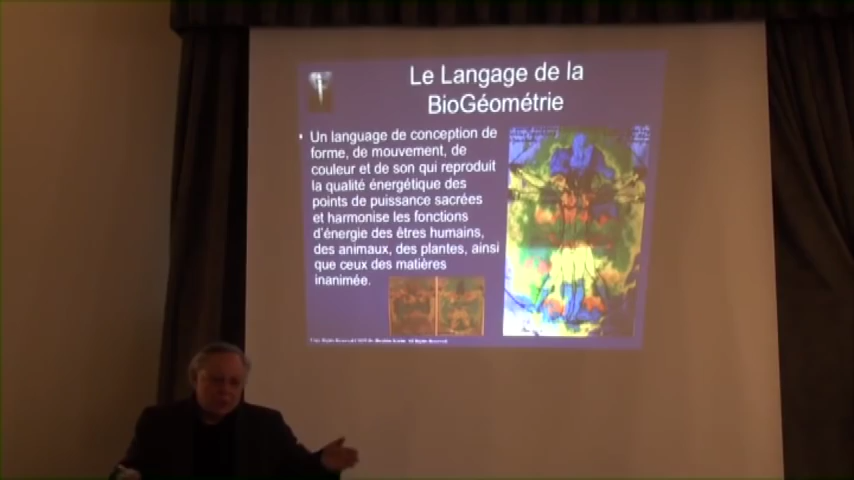 Le Langage de la
BioGéométrie
• Un language de conception de
forme, de mouvement, de
couleur et de son qui reproduit
la qualité énergétique des
points de puissance sacrées
et harmonise les fonctions
d'énergie des êtres humains,
des animaux, des plantes, ainsi
que ceux des matières
inanimée.